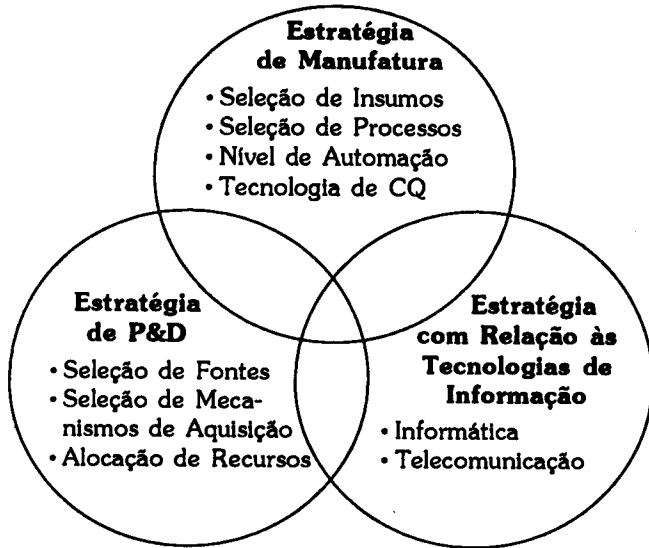 Estratégia
de Manufatura
• Seleção de Insumos
• Seleção de Processos
• Nível de Automação
• Tecnologia de CQ
Estratégia
de P&D
• Seleção de Fontes
• Seleção de Meca-
nismos de Aquisição
• Alocação de Recursos
Estratégia
com Relação às
Tecnologias de
Informação
• Informática
• Telecomunicação